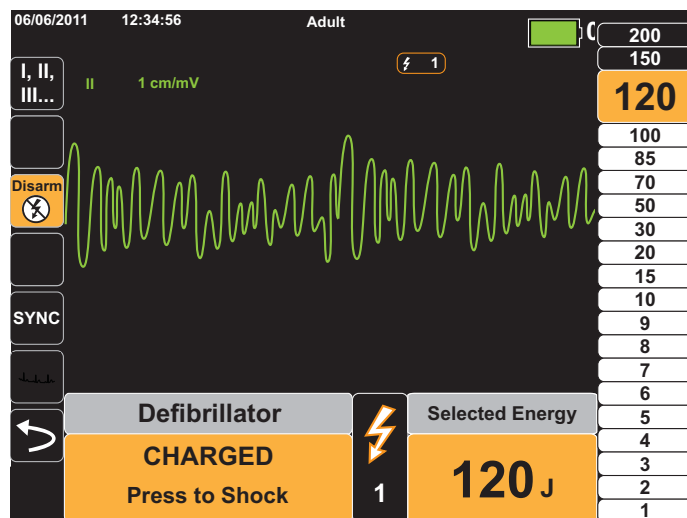 06/06/2011 12:34:56 Adult
1
I, II,
III...
II 1 cm/mV
Disarm
SYNC
Defibrillator
CHARGED
Press to Shock
1
Selected Energy
120 J
200
150
120
100
85
70
50
30
20
15
10
9
8
7
6
5
4
3
2
1